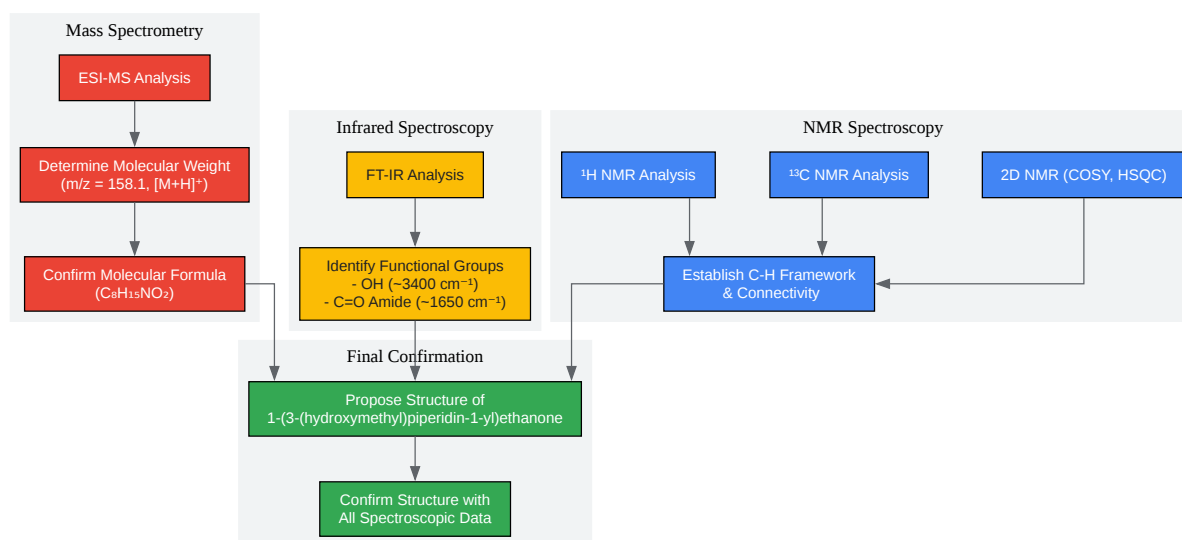 Mass Spectrometry
ESI-MS Analysis
Determine Molecular Weight
(m/z = 158.1, [M+H]⁺)
Confirm Molecular Formula
(C₈H₁₅NO₂)
Infrared Spectroscopy
FT-IR Analysis
Identify Functional Groups
- OH (~3400 cm⁻¹)
- C=O Amide (~1650 cm⁻¹)
NMR Spectroscopy
¹H NMR Analysis
¹³C NMR Analysis
2D NMR (COSY, HSQC)
Establish C-H Framework
& Connectivity
Final Confirmation
Propose Structure of
1-(3-(hydroxymethyl)piperidin-1-yl)ethanone
Confirm Structure with
All Spectroscopic Data